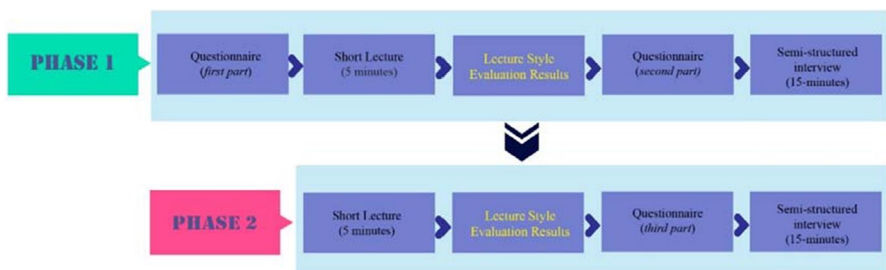 PHASE 1
Questionnaire
(first part)
Short Lecture
(5 minutes)
Lecture Style
Evaluation Results
Questionnaire
(second part)
Semi-structured
interview
(15-minutes)
PHASE 2
Short Lecture
(5 minutes)
Lecture Style
Evaluation Results
Questionnaire
(third part)
Semi-structured
interview
(15-minutes)